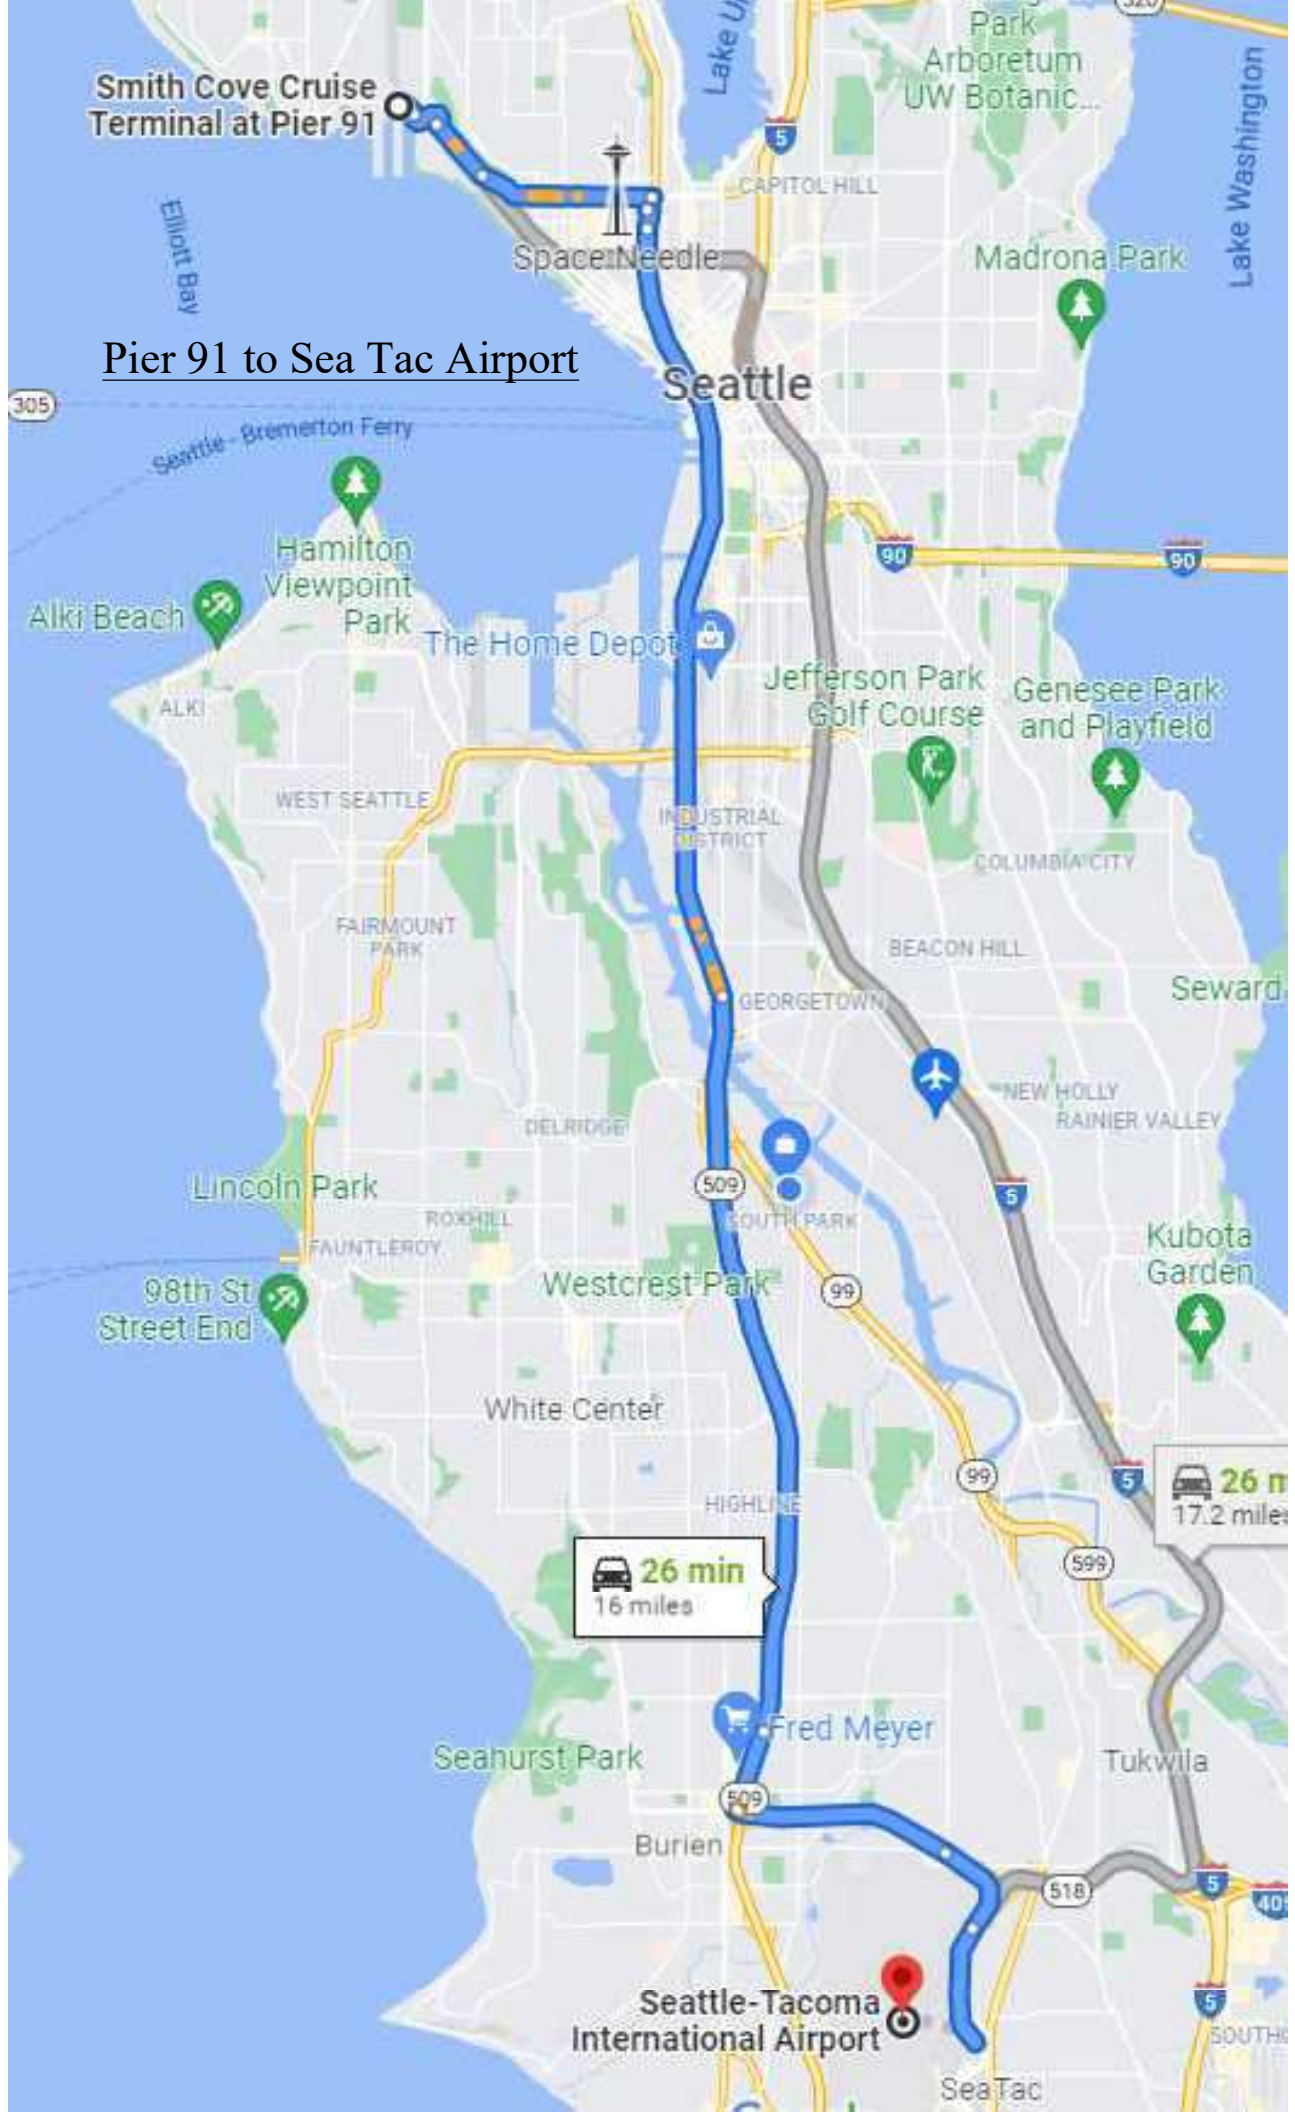 520
Park
Arboretum
UW Botanic...
Lake U
Lake Washington
Smith Cove Cruise
Terminal at Pier 91
5
CAPITOL HILL
Elliott Bay
Space Needle
Madrona Park
Pier 91 to Sea Tac Airport
Seattle
305
Seattle - Bremerton Ferry
Hamilton
Viewpoint
Park
90
90
Alki Beach
The Home Depot
Jefferson Park
Golf Course
Genesee Park
and Playfield
ALKI
WEST SEATTLE
INDUSTRIAL
DISTRICT
COLUMBIA CITY
FAIRMOUNT
PARK
BEACON HILL
Seward
GEORGETOWN
NEW HOLLY
RAINIER VALLEY
DELRIDGE
Lincoln Park
509
5
ROXHILL
SOUTH PARK
FAUNTLEROY
Kubota
Garden
98th St
Street End
Westcrest Park
99
White Center
99
5
26 m
17.2 miles
HIGHLINE
599
26 min
16 miles
Fred Meyer
Seahurst Park
Tukwila
509
Burien
518
5
405
Seattle-Tacoma
International Airport
5
SOUTHC
SeaTac